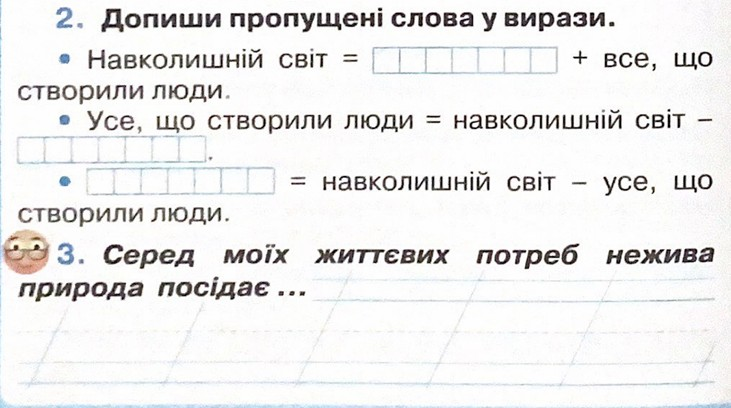 2. Допиши пропущені слова у вирази.
• Навколишній світ = + все, що
створили люди.
• Усе, що створили люди = навколишній світ –
.
• = навколишній світ – усе, що
створили люди.
3. Серед моїх життєвих потреб нежива
природа посідає ...